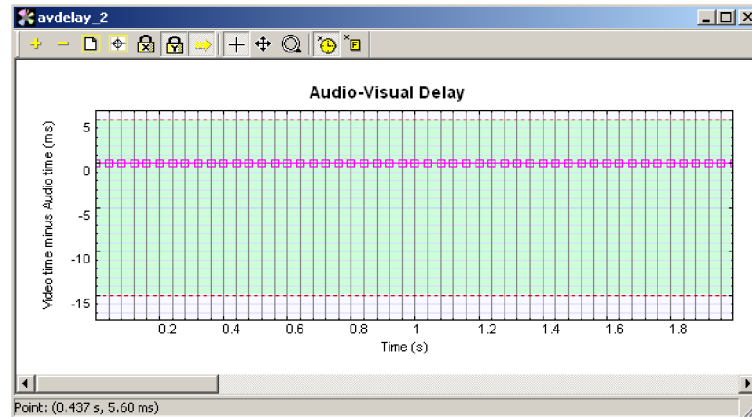 avdelay_2
Audio-Visual Delay
Video time minus Audio time (ms)
5
0
-5
-10
-15
0.2 0.4 0.6 0.8 1 1.2 1.4 1.6 1.8
Time (s)
Point: (0.437 s, 5.60 ms)